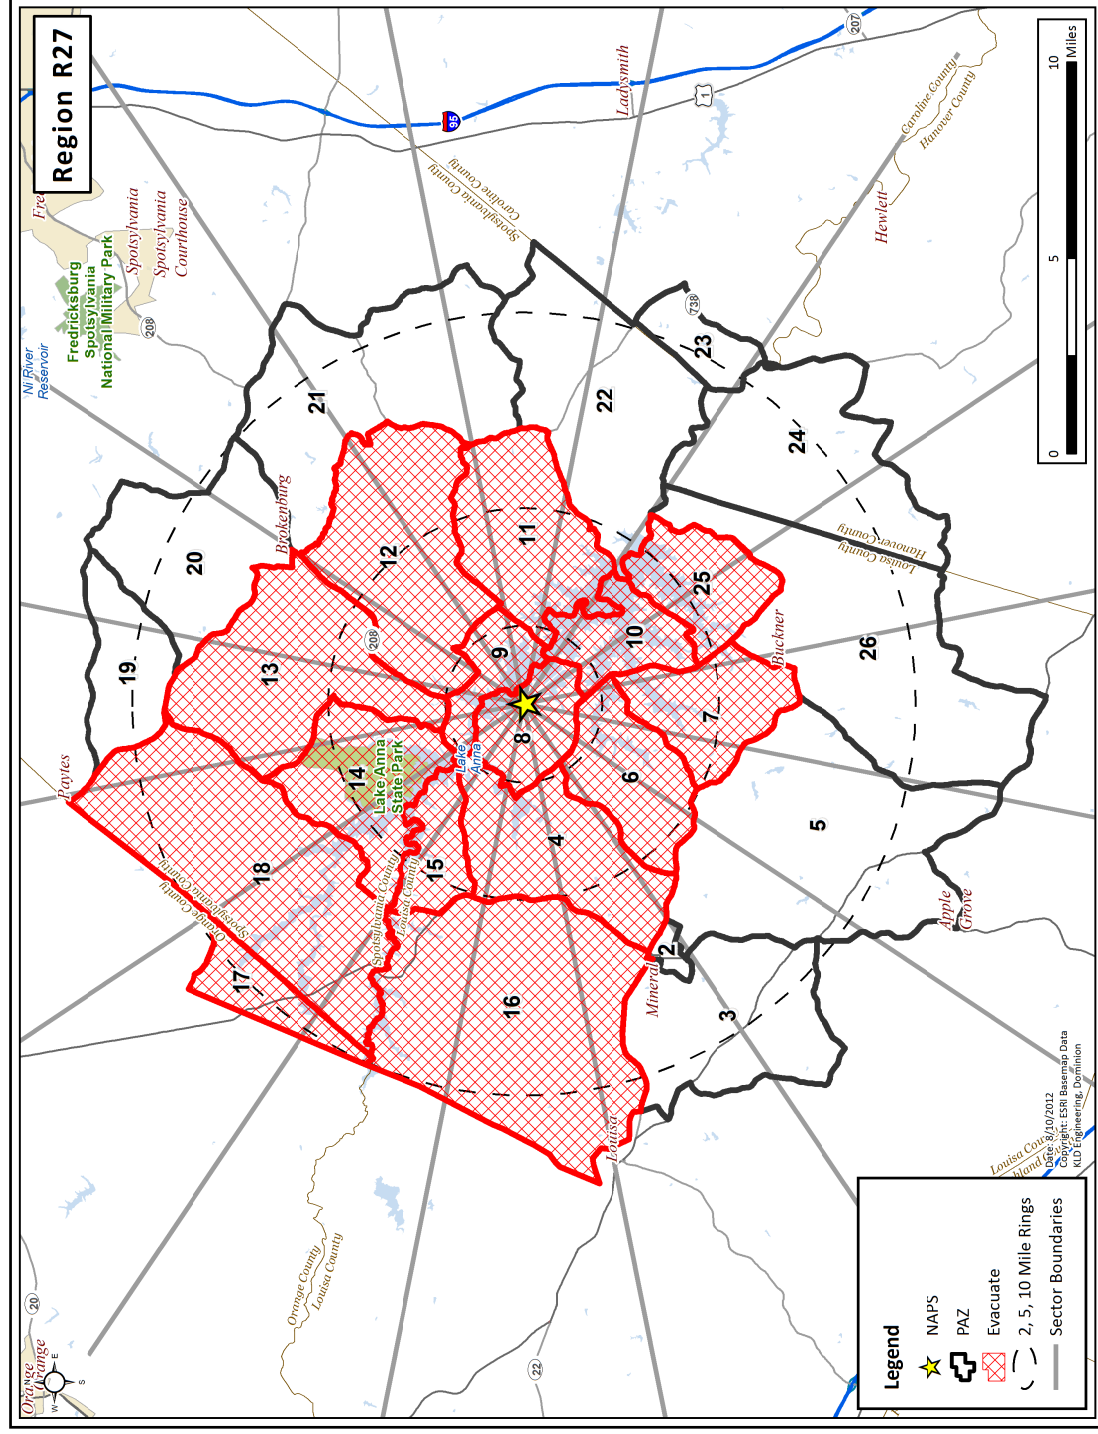 Region R27
207
95
1
Ladysmith
Caroline County
Hanover County
Spotsylvania County
Caroline County
Hewlett
Spotsylvania
Spotsylvania
Courthouse
Fredricksburg
Spotsylvania
National Military Park
208
Ni River
Reservoir
738
10
5
0
Miles
21
22
23
24
20
19
Brokenburg
12
11
13
208
9
10
25
26
Hanover County
Louisa County
Buckner
Paytes
14
Lake Anna
State Park
Lake
Anna
8
7
6
4
5
15
18
17
16
Orange County
Spotsylvania County
Spotsylvania County
Louisa County
2
Mineral
3
Apple
Grove
Louisa
Orange County
Louisa County
20
22
Orange
N
E
S
W
Date: 8/10/2012
Copyright: ESRI Basemap Data
KLD Engineering, Dominion
Legend
NAPS
PAZ
Evacuate
2, 5, 10 Mile Rings
Sector Boundaries